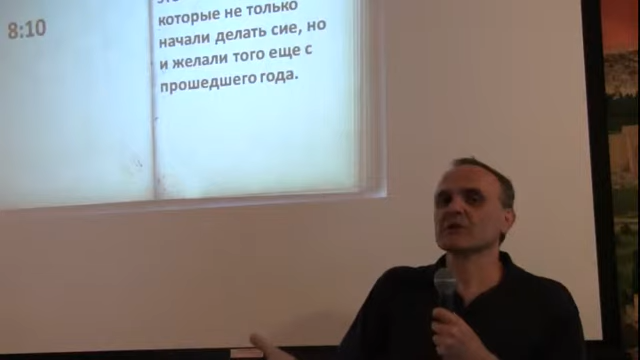 8:10
которые не только
начали делать сие, но
и желали того еще с
прошедшего года.